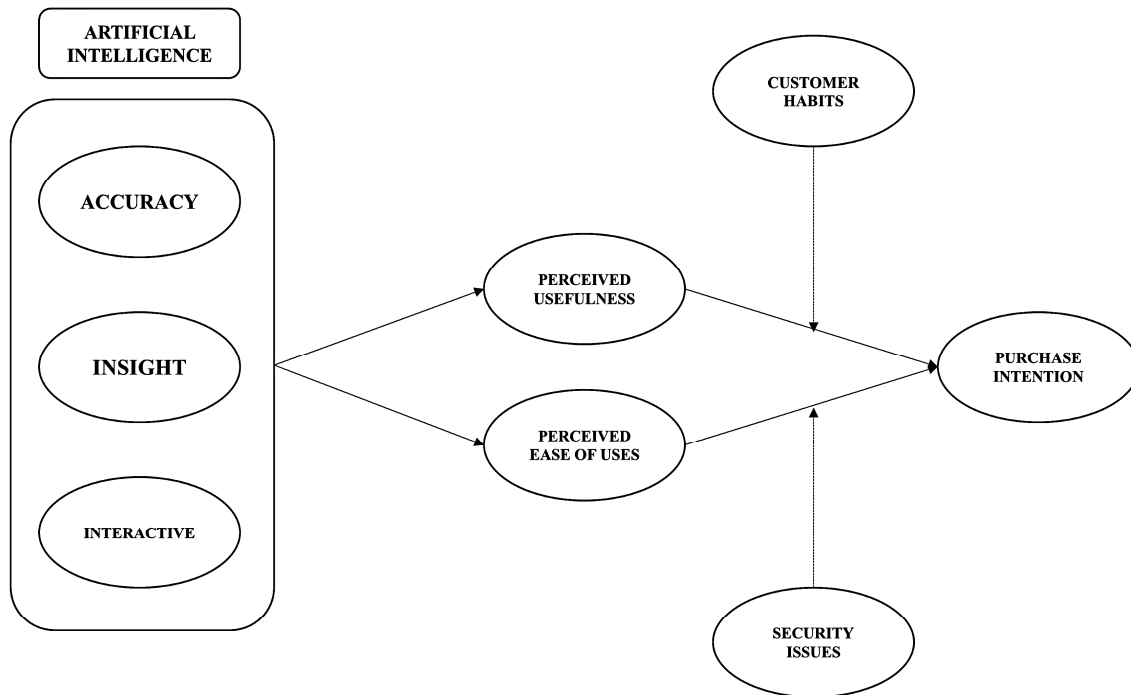 ARTIFICIAL
INTELLIGENCE
ACCURACY
INSIGHT
INTERACTIVE
PERCEIVED
USEFULNESS
PERCEIVED
EASE OF USES
CUSTOMER
HABITS
SECURITY
ISSUES
PURCHASE
INTENTION